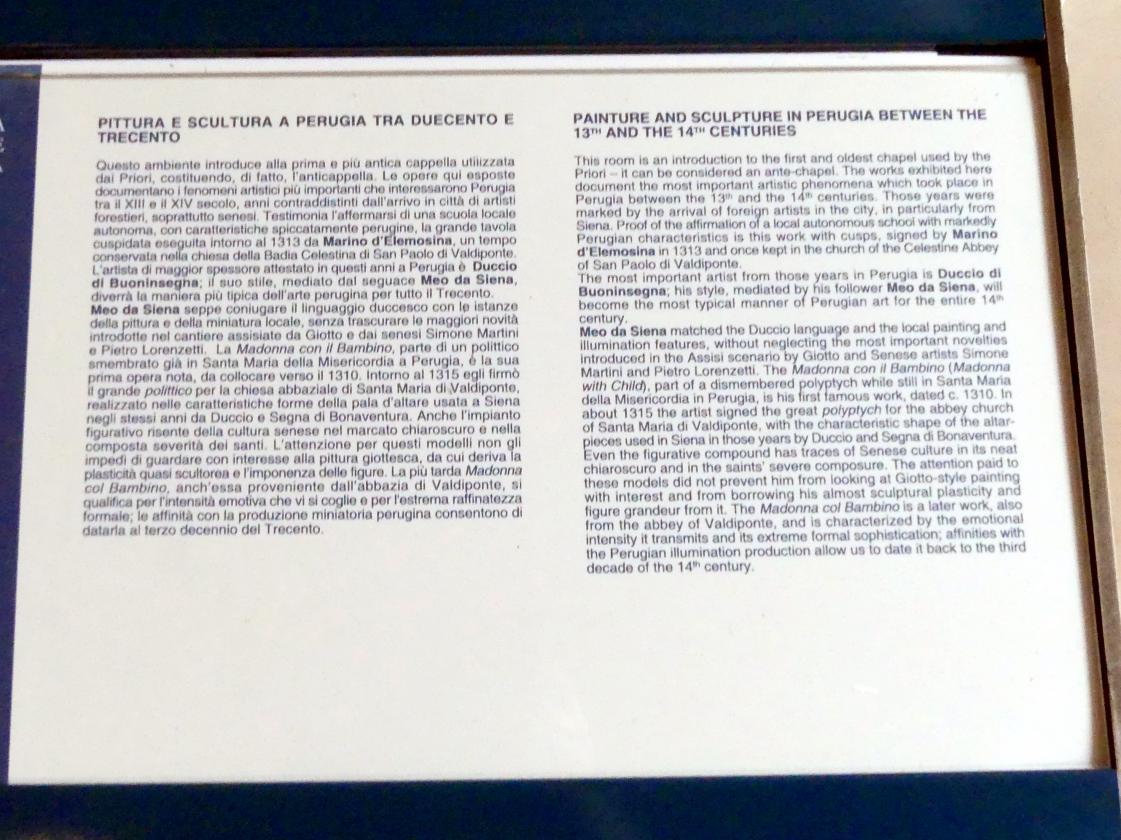 PITTURA E SCULTURA A PERUGIA TRA DUECENTO E
TRECENTO
Questo ambiente introduce alla prima e più antica cappella utilizzata
dai Priori, costituendo, di fatto, l'anticappella. Le opere qui esposte
documentano i fenomeni artistici più importanti che interessarono Perugia
tra il XIII e il XIV secolo, anni contraddistinti dall'arrivo in città di artisti
forestieri, soprattutto senesi. Testimonia l'affermarsi di una scuola locale
autonoma, con caratteristiche spiccatamente perugine, la grande tavola
cuspidata eseguita intorno al 1313 da Marino d'Elemosina, un tempo
conservata nella chiesa della Badia Celestina di San Paolo di Valdiponte.
L'artista di maggior spessore attestato in questi anni a Perugia è Duccio
di Buoninsegna; il suo stile, mediato dal seguace Meo da Siena,
diverrà la maniera più tipica dell'arte perugina per tutto il Trecento.
Meo da Siena seppe coniugare il linguaggio duccesco con le istanze
della pittura e della miniatura locale, senza trascurare le maggiori novità
introdotte nel cantiere assisiate da Giotto e dai senesi Simone Martini
e Pietro Lorenzetti. La Madonna con il Bambino, parte di un polittico
smembrato già in Santa Maria della Misericordia a Perugia, è la sua
prima opera nota, da collocare verso il 1310. Intorno al 1315 egli firmò
il grande polittico per la chiesa abbaziale di Santa Maria di Valdiponte,
realizzato nelle caratteristiche forme della pala d'altare usata a Siena
negli stessi anni da Duccio e Segna di Bonaventura. Anche l'impianto
figurativo risente della cultura senese nel marcato chiaroscuro e nella
composta severità dei santi. L'attenzione per questi modelli non gli
impedì di guardare con interesse alla pittura giottesca, da cui deriva la
plasticità quasi scultorea e l'imponenza delle figure. La più tarda Madonna
col Bambino, anch'essa proveniente dall'abbazia di Valdiponte, si
qualifica per l'intensità emotiva che vi si coglie e per l'estrema raffinatezza
formale; le affinità con la produzione miniatoria perugina consentono di
datarla al terzo decennio del Trecento.
PAINTURE AND SCULPTURE IN PERUGIA BETWEEN THE
13TH AND THE 14TH CENTURIES
This room is an introduction to the first and oldest chapel used by the
Priori – it can be considered an ante-chapel. The works exhibited here
document the most important artistic phenomena which took place in
Perugia between the 13th and the 14th centuries. Those years were
marked by the arrival of foreign artists in the city, in particularly from
Siena. Proof of the affirmation of a local autonomous school with markedly
Perugian characteristics is this work with cusps, signed by Marino
d'Elemosina in 1313 and once kept in the church of the Celestine Abbey
of San Paolo di Valdiponte.
The most important artist from those years in Perugia is Duccio di
Buoninsegna; his style, mediated by his follower Meo da Siena, will
become the most typical manner of Perugian art for the entire 14th
century.
Meo da Siena matched the Duccio language and the local painting and
illumination features, without neglecting the most important novelties
introduced in the Assisi scenario by Giotto and Senese artists Simone
Martini and Pietro Lorenzetti. The Madonna con il Bambino (Madonna
with Child), part of a dismembered polyptych while still in Santa Maria
della Misericordia in Perugia, is his first famous work, dated c. 1310. In
about 1315 the artist signed the great polyptych for the abbey church
of Santa Maria di Valdiponte, with the characteristic shape of the altar-
pieces used in Siena in those years by Duccio and Segna di Bonaventura.
Even the figurative compound has traces of Senese culture in its neat
chiaroscuro and in the saints' severe composure. The attention paid to
these models did not prevent him from looking at Giotto-style painting
with interest and from borrowing his almost sculptural plasticity and
figure grandeur from it. The Madonna col Bambino is a later work, also
from the abbey of Valdiponte, and is characterized by the emotional
intensity it transmits and its extreme formal sophistication; affinities with
the Perugian illumination production allow us to date it back to the third
decade of the 14th century.